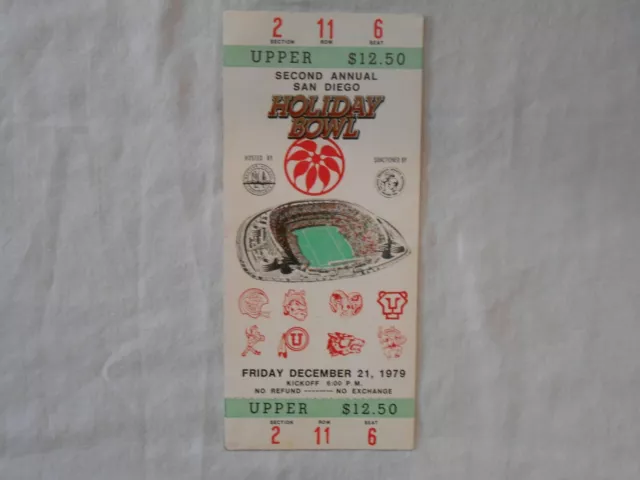 2 11 6
SECTION ROW SEAT
UPPER $12.50
SECOND ANNUAL
SAN DIEGO
HOLIDAY
BOWL
HOSTED BY
SANCTIONED BY
U
FRIDAY DECEMBER 21, 1979
KICKOFF 6:00 P.M.
NO REFUND NO EXCHANGE
UPPER $12.50
SECTION ROW SEAT
2 11 6